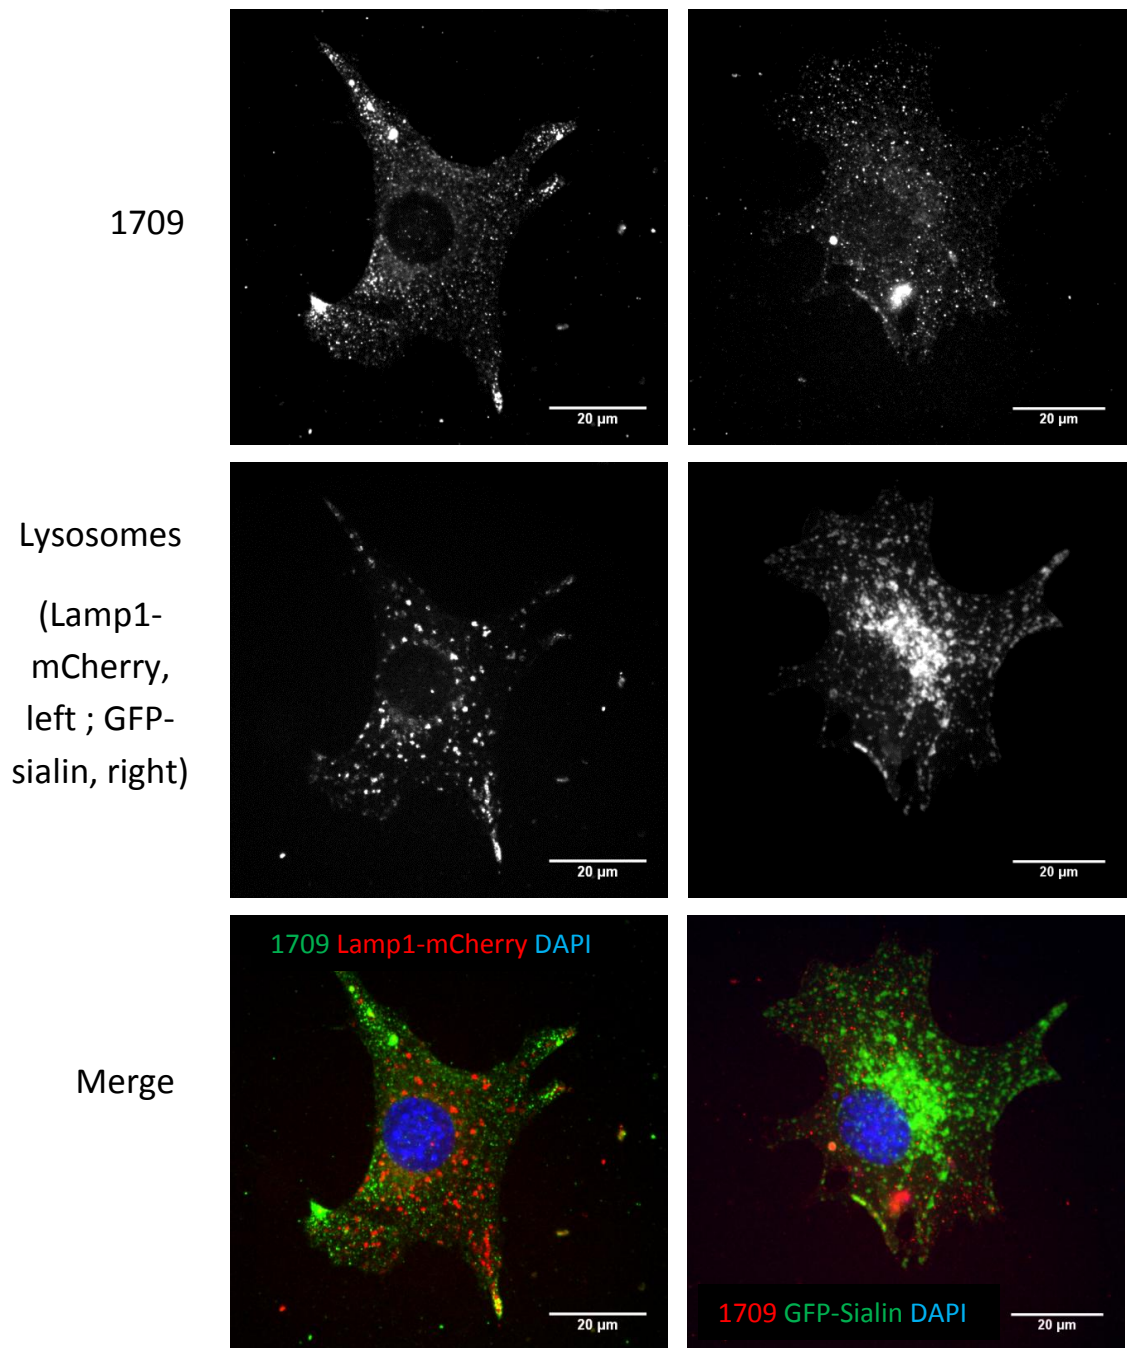 1709
20 µm
20 µm
Lysosomes
(Lamp1-
mCherry,
left ; GFP-
sialin, right)
20 µm
20 µm
1709 Lamp1-mCherry DAPI
Merge
20 µm
1709 GFP-Sialin DAPI
20 µm